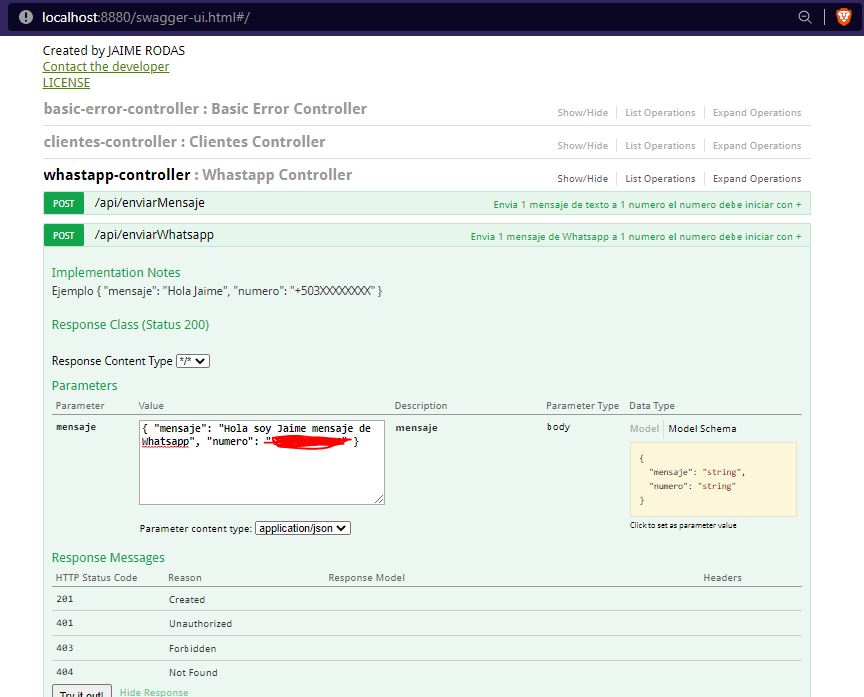 localhost:8880/swagger-ui.html#/
Created by JAIME RODAS
Contact the developer
LICENSE
basic-error-controller : Basic Error Controller
Show/Hide List Operations Expand Operations
clientes-controller : Clientes Controller
Show/Hide List Operations Expand Operations
whastapp-controller : Whastapp Controller
Show/Hide List Operations Expand Operations
POST /api/enviarMensaje Envia 1 mensaje de texto a 1 numero el numero debe iniciar con +
POST /api/enviarWhatsapp Envia 1 mensaje de Whatsapp a 1 numero el numero debe iniciar con +
Implementation Notes
Ejemplo { "mensaje": "Hola Jaime", "numero": "+503XXXXXXXX" }
Response Class (Status 200)
Response Content Type */*
Parameters
Parameter Value Description Parameter Type Data Type
mensaje { "mensaje": "Hola soy Jaime mensaje de mensaje body Model Model Schema
Whatsapp", "numero": " " }
{
"mensaje": "string",
"numero": "string"
}
Click to set as parameter value
Parameter content type: application/json
Response Messages
HTTP Status Code Reason Response Model Headers
201 Created
401 Unauthorized
403 Forbidden
404 Not Found
Try it out! Hide Response